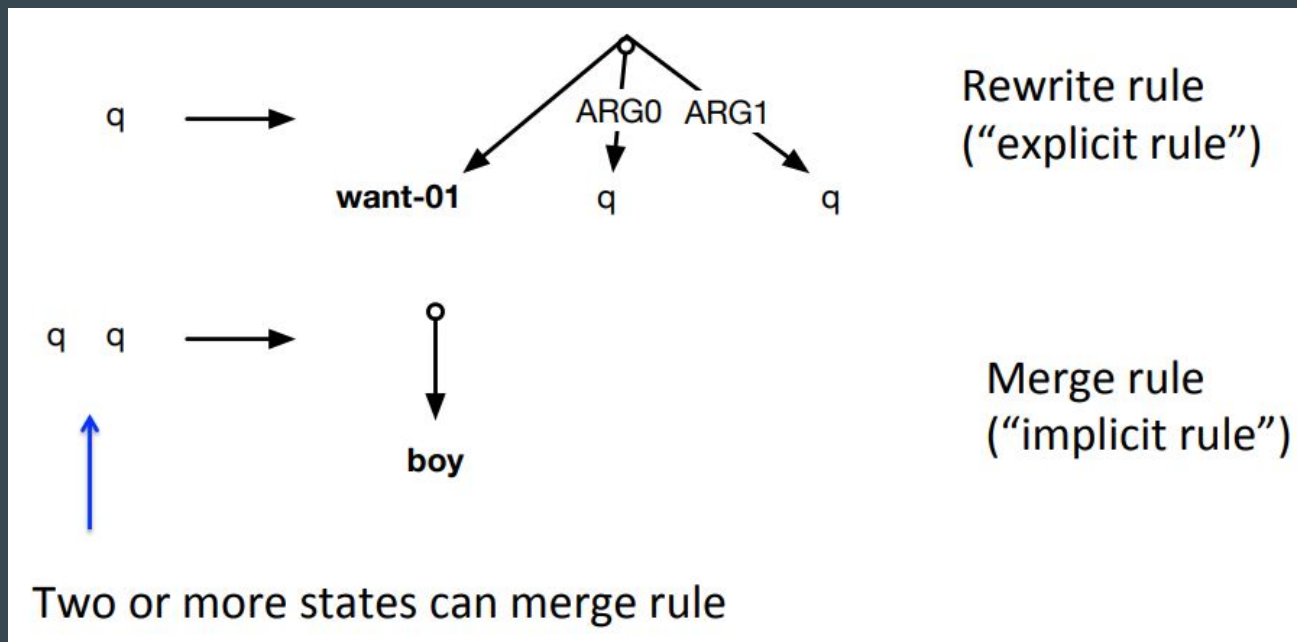 q
ARG0 ARG1
want-01 q q
Rewrite rule
(“explicit rule”)
q q
boy
Merge rule
(“implicit rule”)
Two or more states can merge rule